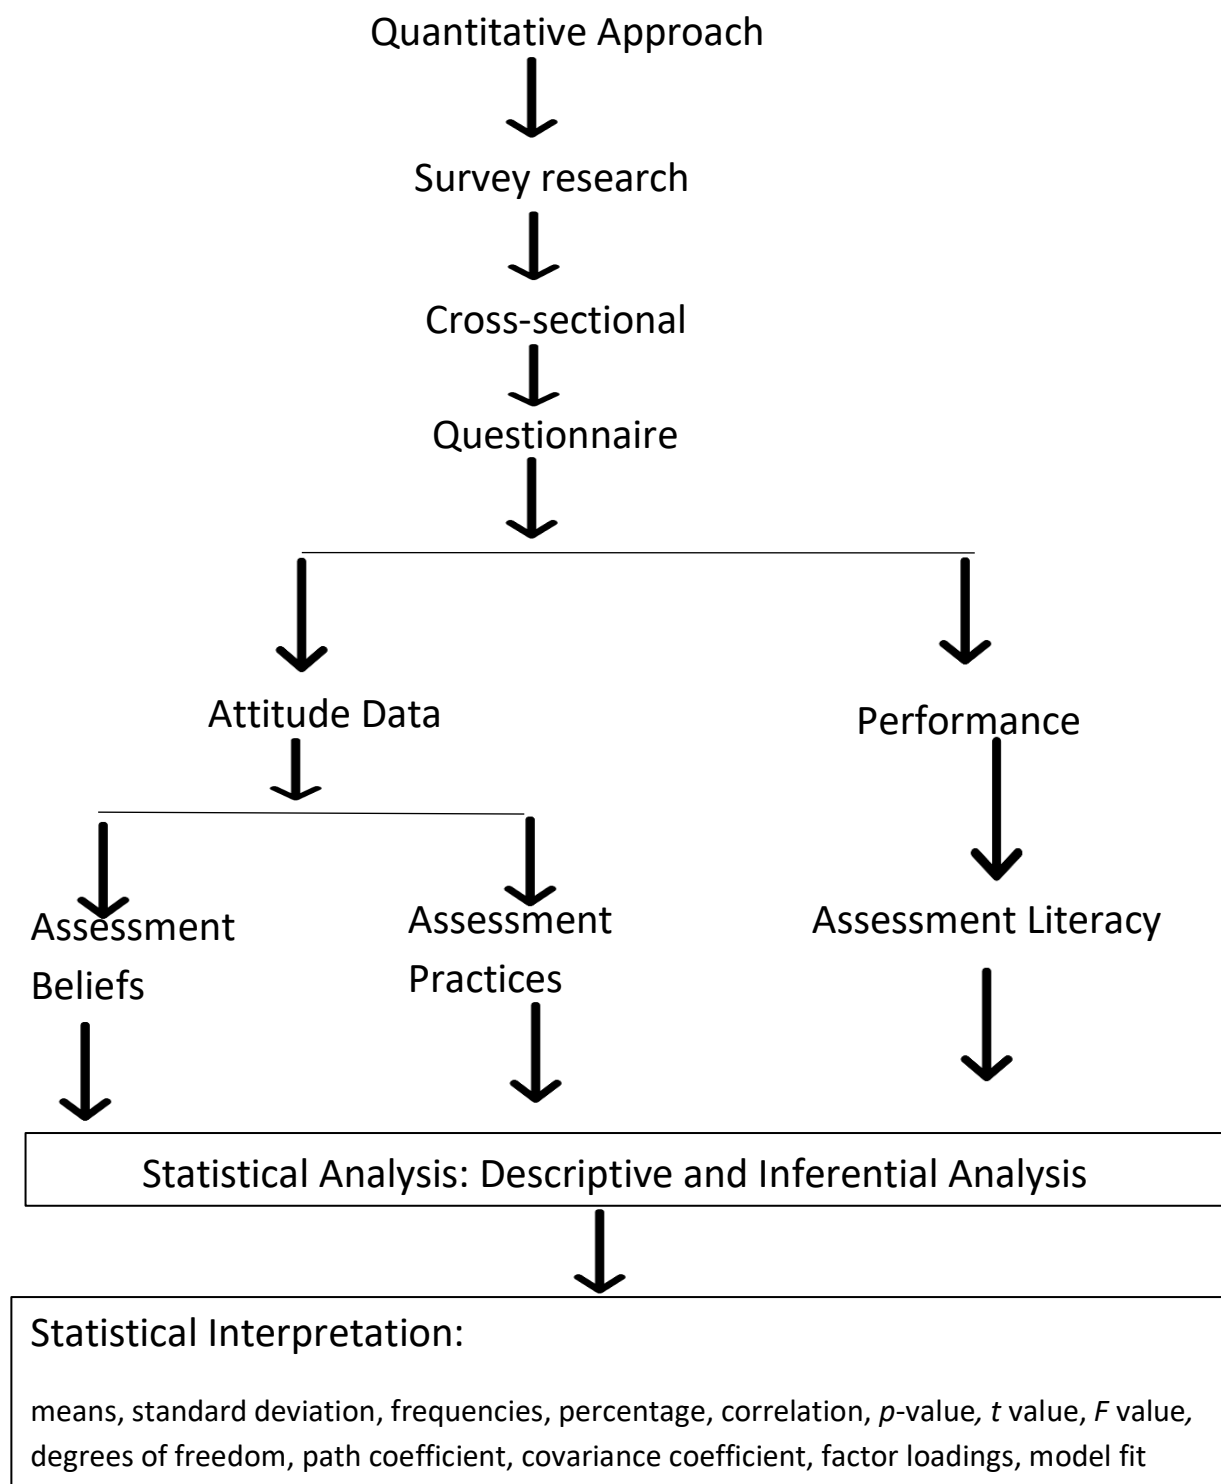 Quantitative Approach
Survey research
Cross-sectional
Questionnaire
Attitude Data
Performance
Assessment
Beliefs
Assessment
Practices
Assessment Literacy
Statistical Analysis: Descriptive and Inferential Analysis
Statistical Interpretation:
means, standard deviation, frequencies, percentage, correlation, p-value, t value, F value,
degrees of freedom, path coefficient, covariance coefficient, factor loadings, model fit